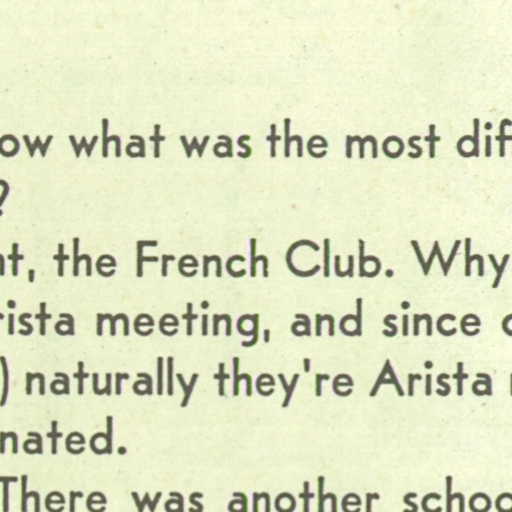 ow what was the most dif
?
nt, the French Club. Why
rista meeting, and since
) naturally they're Arista
nated.
There was another schoo